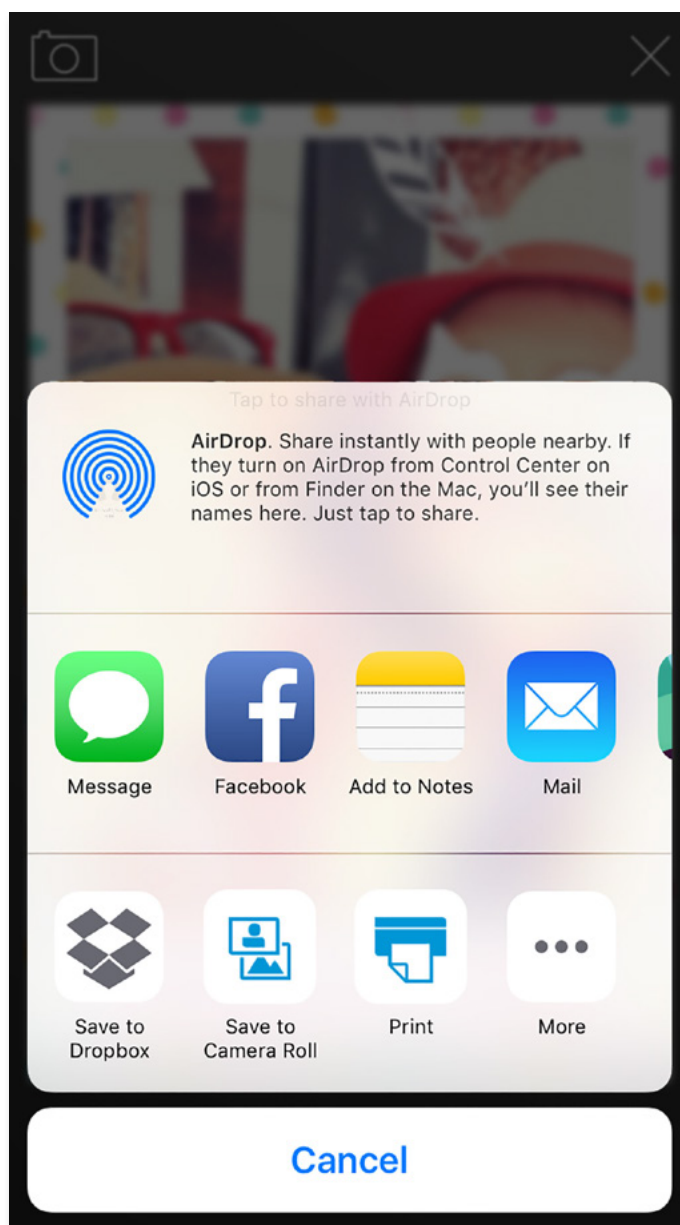 Tap to share with AirDrop
AirDrop. Share instantly with people nearby. If
they turn on AirDrop from Control Center on
iOS or from Finder on the Mac, you’ll see their
names here. Just tap to share.
Message
Facebook
Add to Notes
Mail
Save to
Dropbox
Save to
Camera Roll
Print
More
Cancel